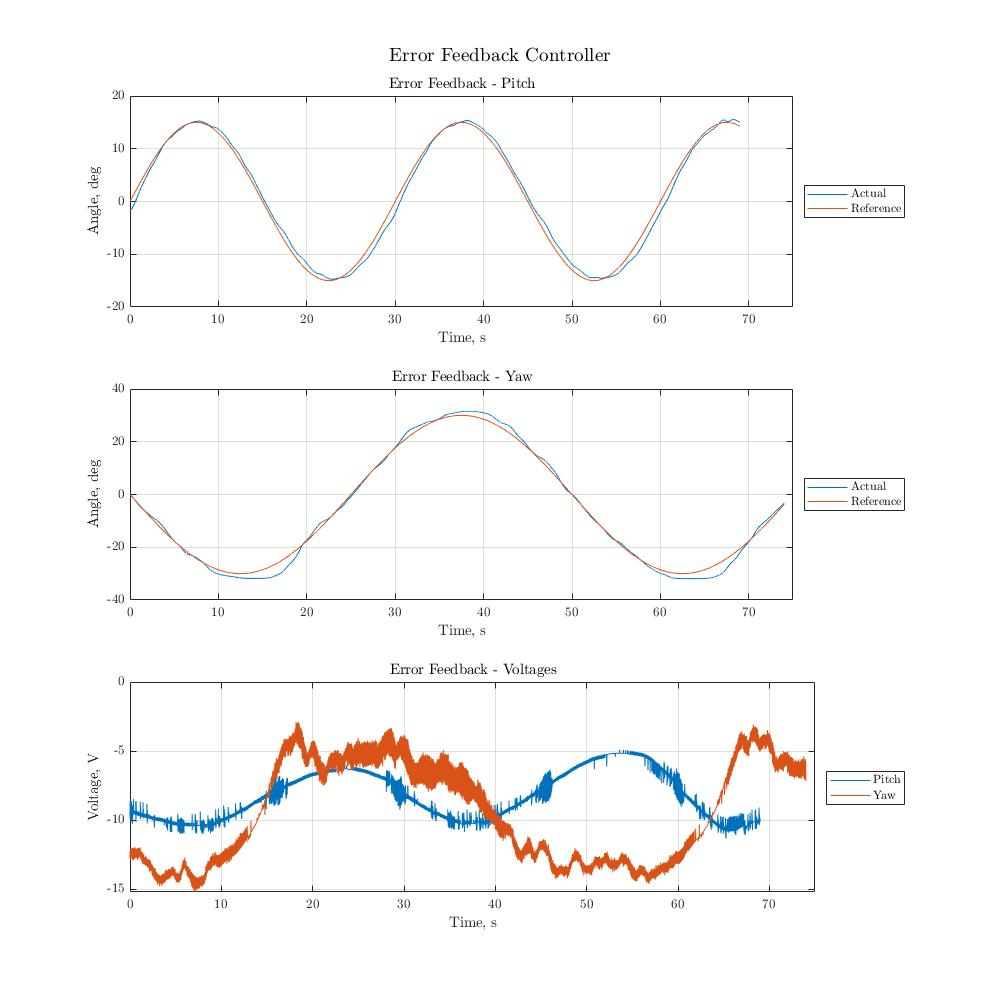 Error Feedback Controller
Error Feedback - Pitch
20
10
0
-10
-20
Angle, deg
0 10 20 30 40 50 60 70
Time, s
Actual
Reference
Error Feedback - Yaw
40
20
0
-20
-40
Angle, deg
0 10 20 30 40 50 60 70
Time, s
Actual
Reference
Error Feedback - Voltages
0
-5
-10
-15
Voltage, V
0 10 20 30 40 50 60 70
Time, s
Pitch
Yaw